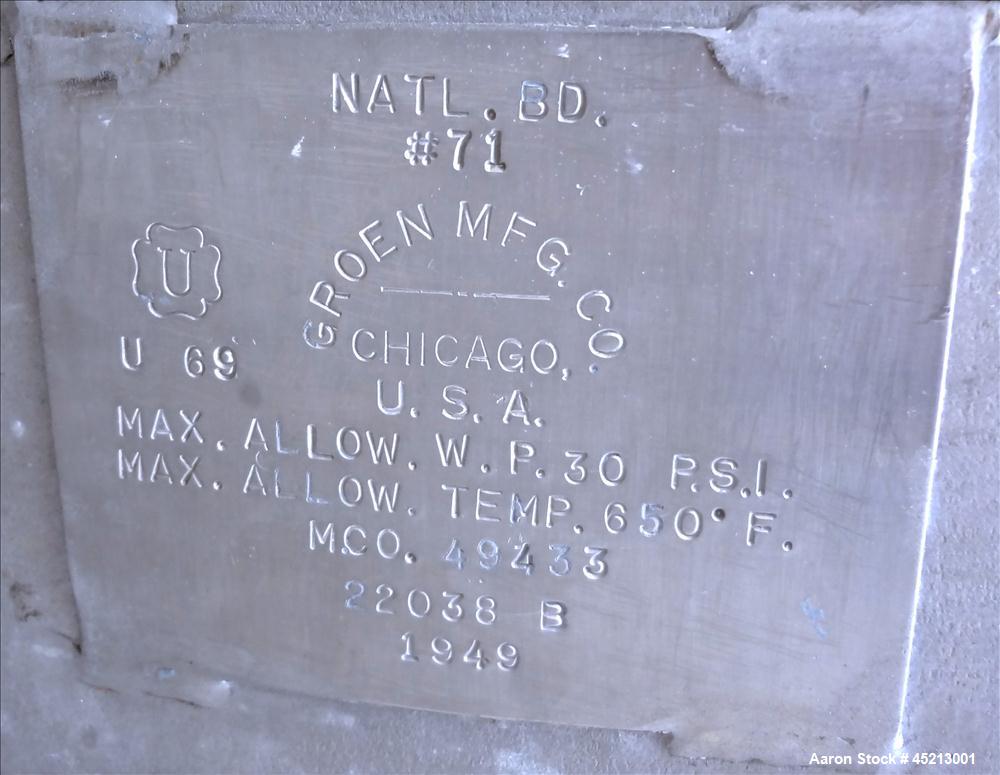 NATL. BD.
#71
GROEN MFG. CO.
CHICAGO,
U. S. A.
U
U 69
MAX. ALLOW. W. P. 30 P.S.I.
MAX. ALLOW. TEMP. 650° F.
M.C.O. 49433
22038 B
1949
Aaron Stock # 45213001